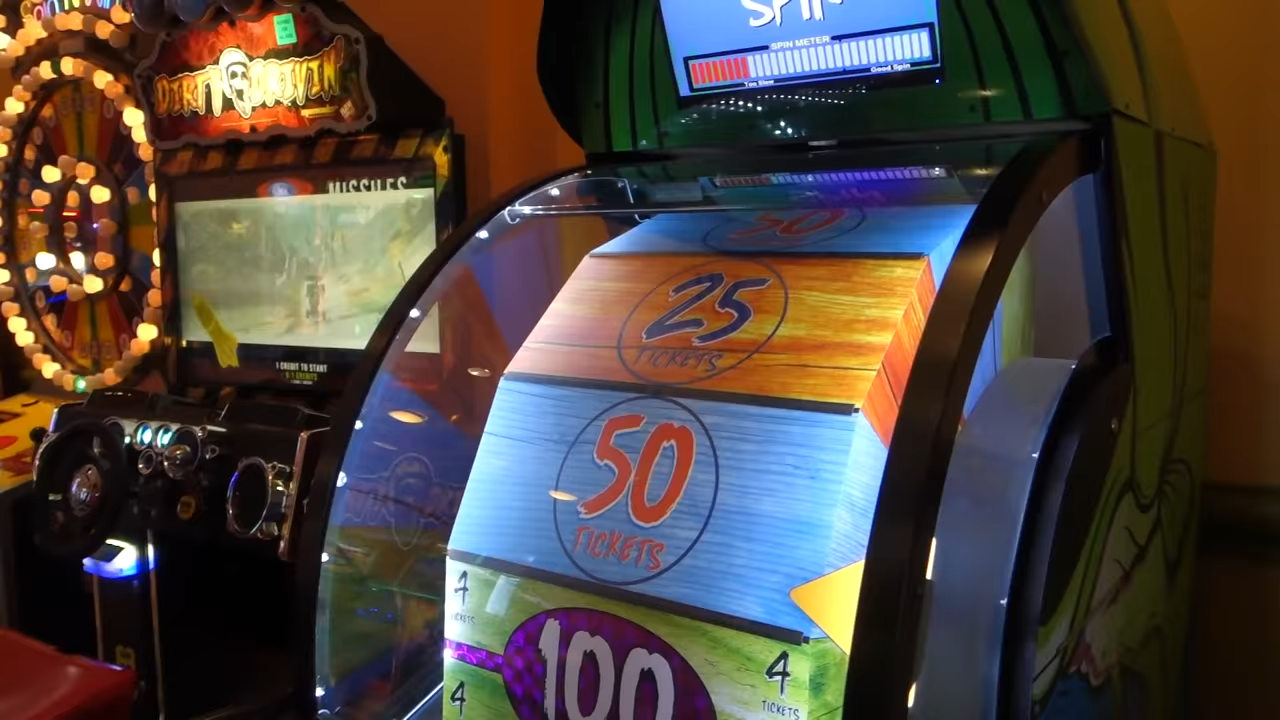 SPIN
SPIN METER
Too Slow
Good Spin
DIRTY DRIVIN'
MISSILES
1 CREDIT TO START
50
25
TICKETS
50
TICKETS
4
TICKETS
100
4
4
TICKETS